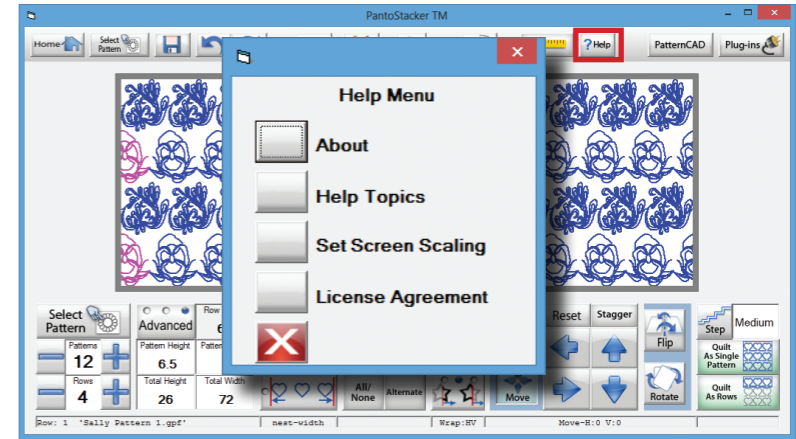 PantoStacker TM
Home
Select
Pattern
?Help
PatternCAD
Plug-ins
Help Menu
About
Help Topics
Set Screen Scaling
License Agreement
Select
Pattern
Advanced
Row
Reset
Stagger
Flip
Step
Medium
Patterns
12
Pattern Height
6.5
Quilt
As Single
Pattern
Rows
4
Total Height
26
Total Width
72
All/
None
Alternate
Move
Rotate
Quilt
As Rows
Row: 1 'Sally Pattern 1.gpf'
nest-width
Wrap:HV
Move-H:0 V:0